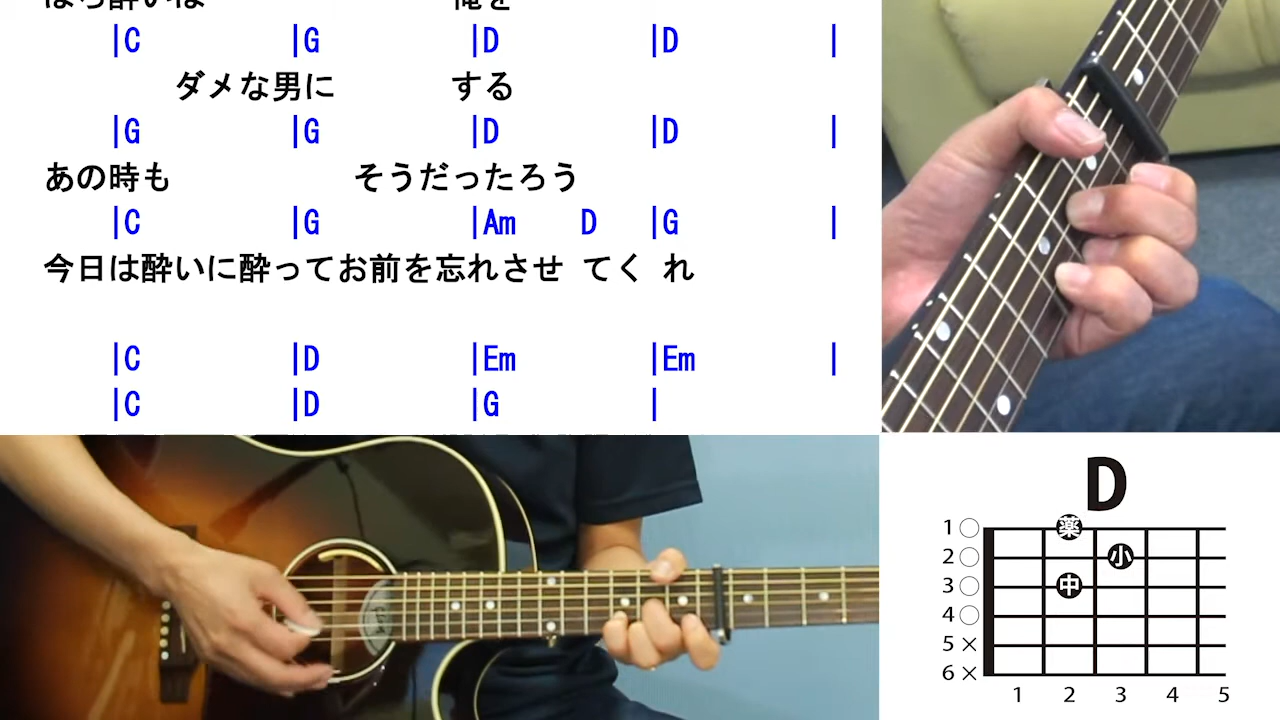 |C |G |D |D |
ダメな男に する
|G |G |D |D |
あの時も そうだったろう
|C |G |Am D |G |
今日は酔いに酔ってお前を忘れさせ てく れ
|C |D |Em |Em |
|C |D |G |
D
1○ 薬
2○ 小
3○ 中
4○
5×
6×
1 2 3 4 5